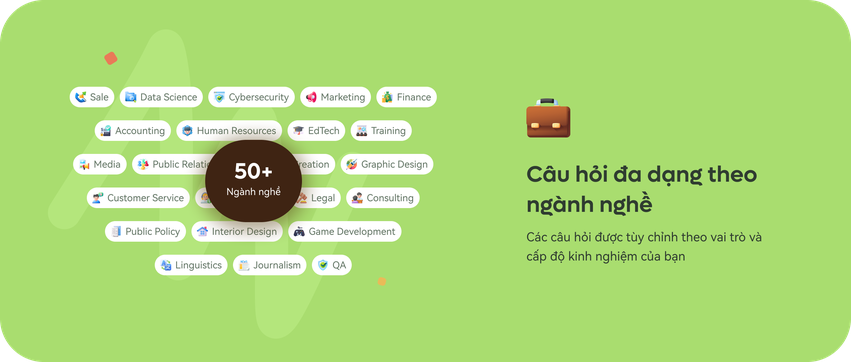 Sale Data Science Cybersecurity Marketing Finance
Accounting Human Resources EdTech Training
Media Public Graphic Design
50+
Ngành nghề
Customer Service Legal Consulting
Public Policy Interior Design Game Development
Linguistics Journalism QA
Câu hỏi đa dạng theo
ngành nghề
Các câu hỏi được tùy chỉnh theo vai trò và
cấp độ kinh nghiệm của bạn